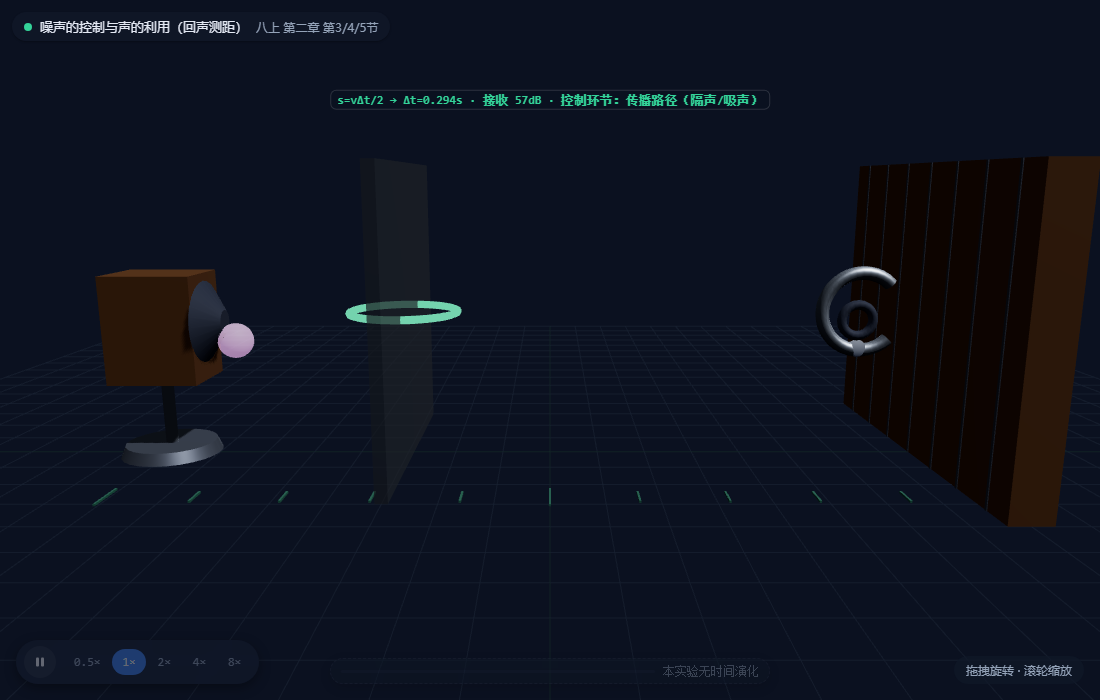 噪声的控制与声的利用（回声测距） 八上 第二章 第3/4/5节
s=vΔt/2 → Δt=0.294s · 接收 57dB · 控制环节: 传播路径（隔声/吸声）
0.5× 1× 2× 4× 8×
本实验无时间演化
拖拽旋转 · 滚轮缩放